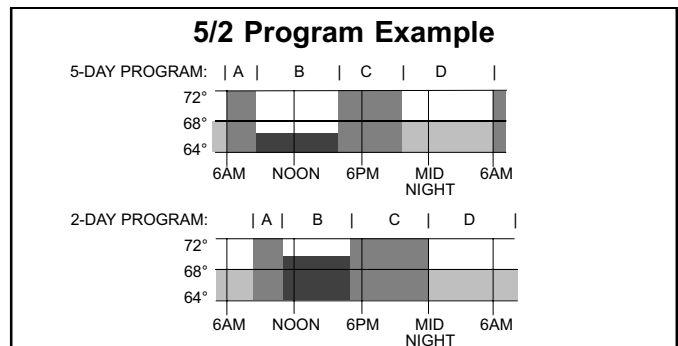 5/2 Program Example
5-DAY PROGRAM: | A | B | C | D |
72°
68°
64°
6AM NOON 6PM MID NIGHT 6AM
2-DAY PROGRAM: | A | B | C | D |
72°
68°
64°
6AM NOON 6PM MID NIGHT 6AM